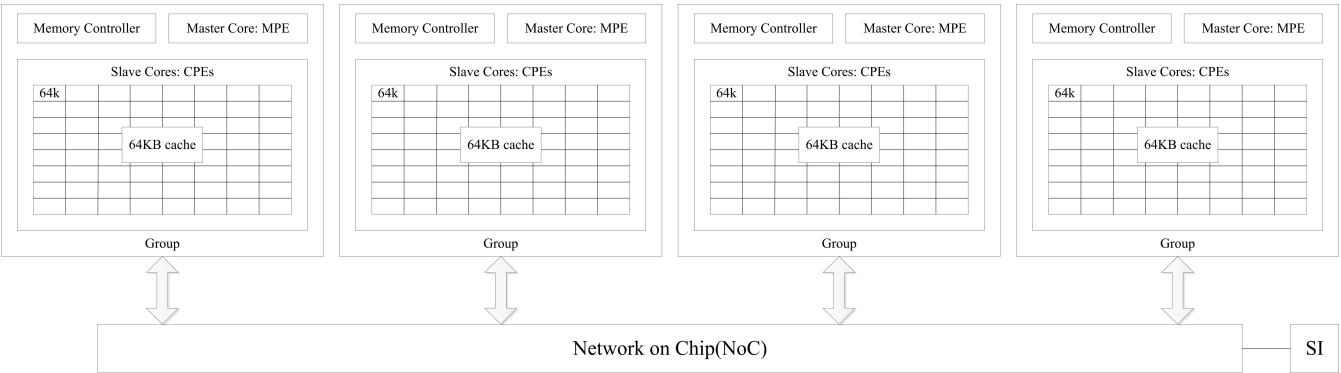 Memory Controller Master Core: MPE
Slave Cores: CPEs
64k
64KB cache
Group
Memory Controller Master Core: MPE
Slave Cores: CPEs
64k
64KB cache
Group
Memory Controller Master Core: MPE
Slave Cores: CPEs
64k
64KB cache
Group
Memory Controller Master Core: MPE
Slave Cores: CPEs
64k
64KB cache
Group
Network on Chip(NoC)
SI